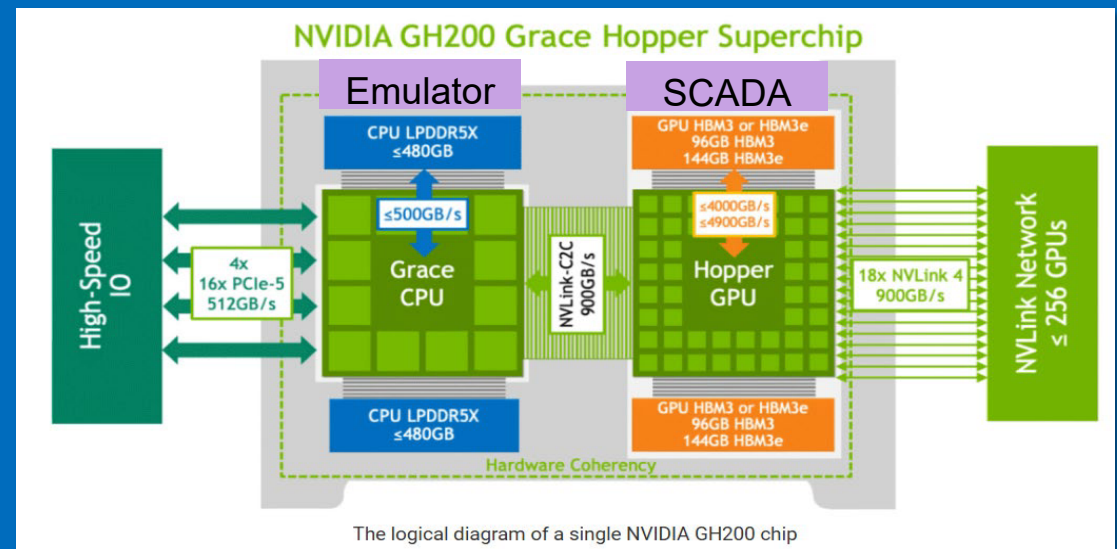 NVIDIA GH200 Grace Hopper Superchip
Emulator
SCADA
CPU LPDDR5X
≤480GB
GPU HBM3 or HBM3e
96GB HBM3
144GB HBM3e
High-Speed
IO
4x
16x PCIe-5
512GB/s
≤500GB/s
Grace
CPU
NVLink-C2C
900GB/s
≤4000GB/s
≤4900GB/s
Hopper
GPU
18x NVLink 4
900GB/s
NVLink Network
≤ 256 GPUs
CPU LPDDR5X
≤480GB
GPU HBM3 or HBM3e
96GB HBM3
144GB HBM3e
Hardware Coherency
The logical diagram of a single NVIDIA GH200 chip